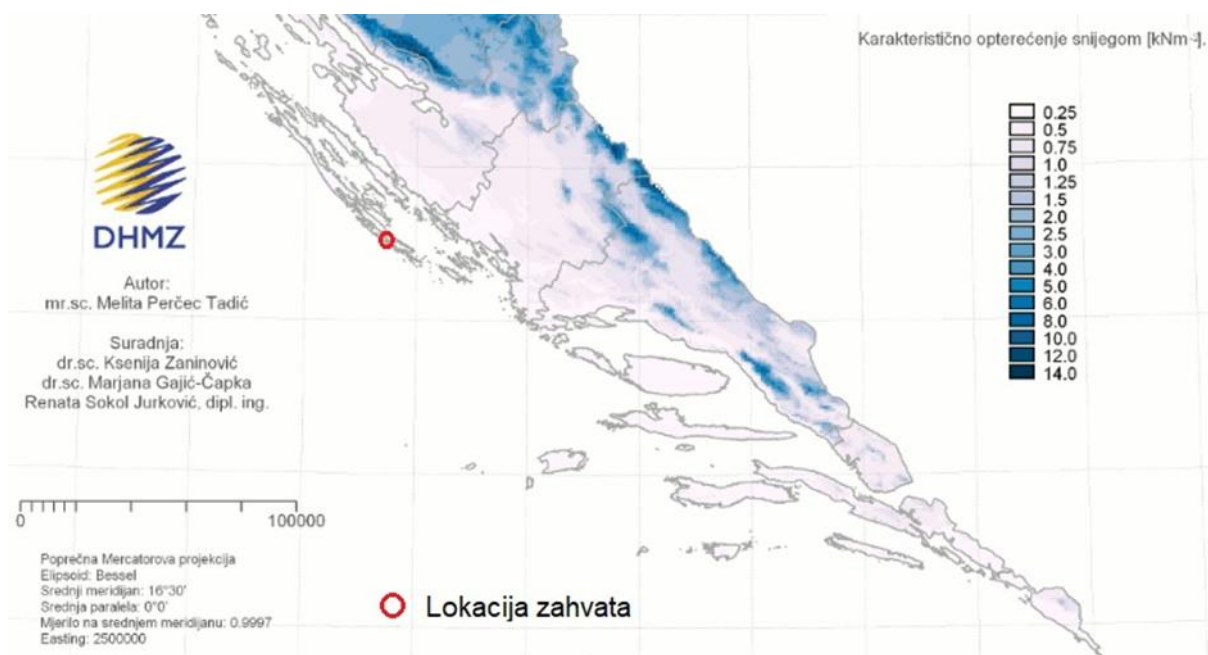 Karakteristično opterećenje snijegom [kNm⁻²].
0.25
0.5
0.75
1.0
1.25
1.5
2.0
2.5
3.0
4.0
5.0
6.0
8.0
10.0
12.0
14.0
DHMZ
Autor:
mr.sc. Melita Perčec Tadić
Suradnja:
dr.sc. Ksenija Zaninović
dr.sc. Marjana Gajić-Čapka
Renata Sokol Jurković, dipl. ing.
0 100000
Poprečna Mercatorova projekcija
Elipsoid: Bessel
Srednji meridijan: 16°30'
Srednja paralela: 0°0'
Mjerilo na srednjem meridijanu: 0.9997
Easting: 2500000
Lokacija zahvata